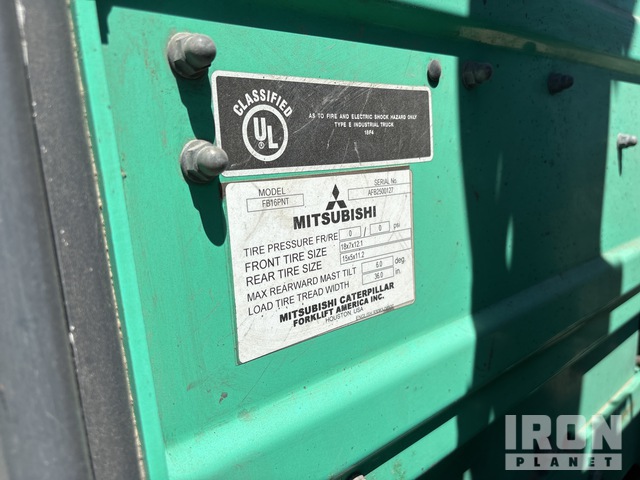 CLASSIFIED
UL
AS TO FIRE AND ELECTRIC SHOCK HAZARD ONLY
TYPE E INDUSTRIAL TRUCK
18P4
MODEL
FB16PNT
SERIAL No.
AFB2500127
MITSUBISHI
TIRE PRESSURE FR/RE 0 / 0 psi
FRONT TIRE SIZE 18x7x12.1
REAR TIRE SIZE 15x5x11.2
MAX REARWARD MAST TILT 6.0 deg.
LOAD TIRE TREAD WIDTH 36.0 in.
MITSUBISHI CATERPILLAR
FORKLIFT AMERICA INC.
HOUSTON, USA
IRON
PLANET